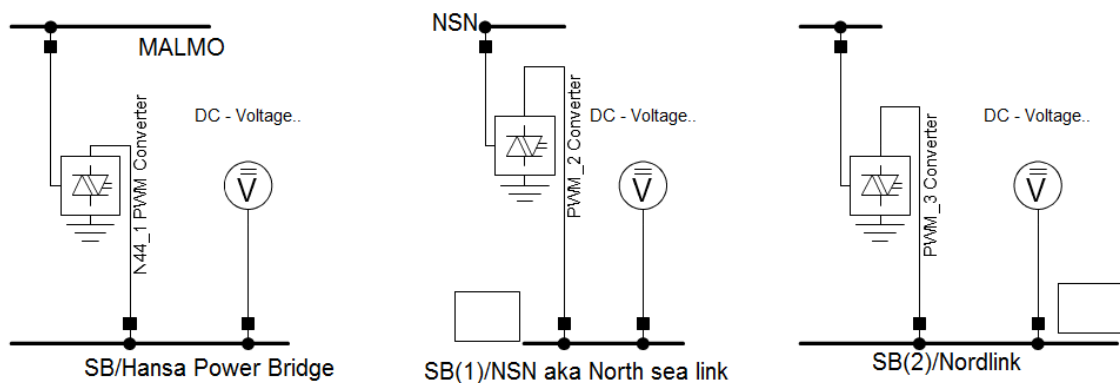 MALMO
NSN
DC - Voltage..
DC - Voltage..
DC - Voltage..
N44_1 PWM Converter
PWM_2 Converter
PWM_3 Converter
V
V
V
SB/Hansa Power Bridge
SB(1)/NSN aka North sea link
SB(2)/Nordlink